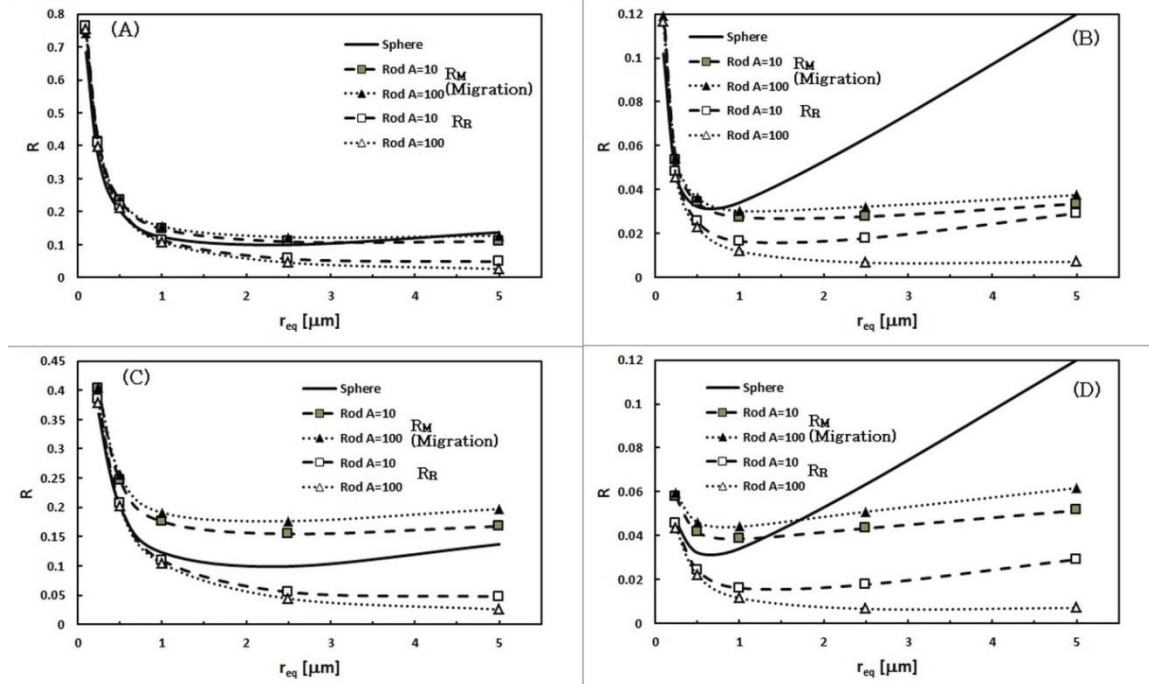 (A)
0.8
0.7
0.6
0.5
0.4
0.3
0.2
0.1
0
R
Sphere
Rod A=10
Rod A=100
Rod A=10
Rod A=100
RM
(Migration)
RR
0 1 2 3 4 5
req [μm]
(B)
0.12
0.1
0.08
0.06
0.04
0.02
0
R
Sphere
Rod A=10
Rod A=100
Rod A=10
Rod A=100
RM
(Migration)
RR
0 1 2 3 4 5
req [μm]
(C)
0.45
0.4
0.35
0.3
0.25
0.2
0.15
0.1
0.05
0
R
Sphere
Rod A=10
Rod A=100
Rod A=10
Rod A=100
RM
(Migration)
RR
0 1 2 3 4 5
req [μm]
(D)
0.12
0.1
0.08
0.06
0.04
0.02
0
R
Sphere
Rod A=10
Rod A=100
Rod A=10
Rod A=100
RM
(Migration)
RR
0 1 2 3 4 5
req [μm]